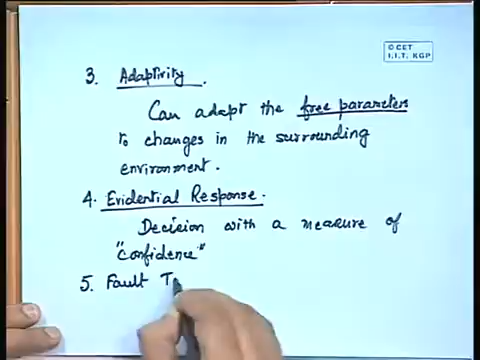 © CET
I.I.T. KGP
3. Adaptivity.
Can adapt the free parameters
to changes in the surrounding
environment.
4. Evidential Response.
Decision with a measure of
"Confidence"
5. Fault T